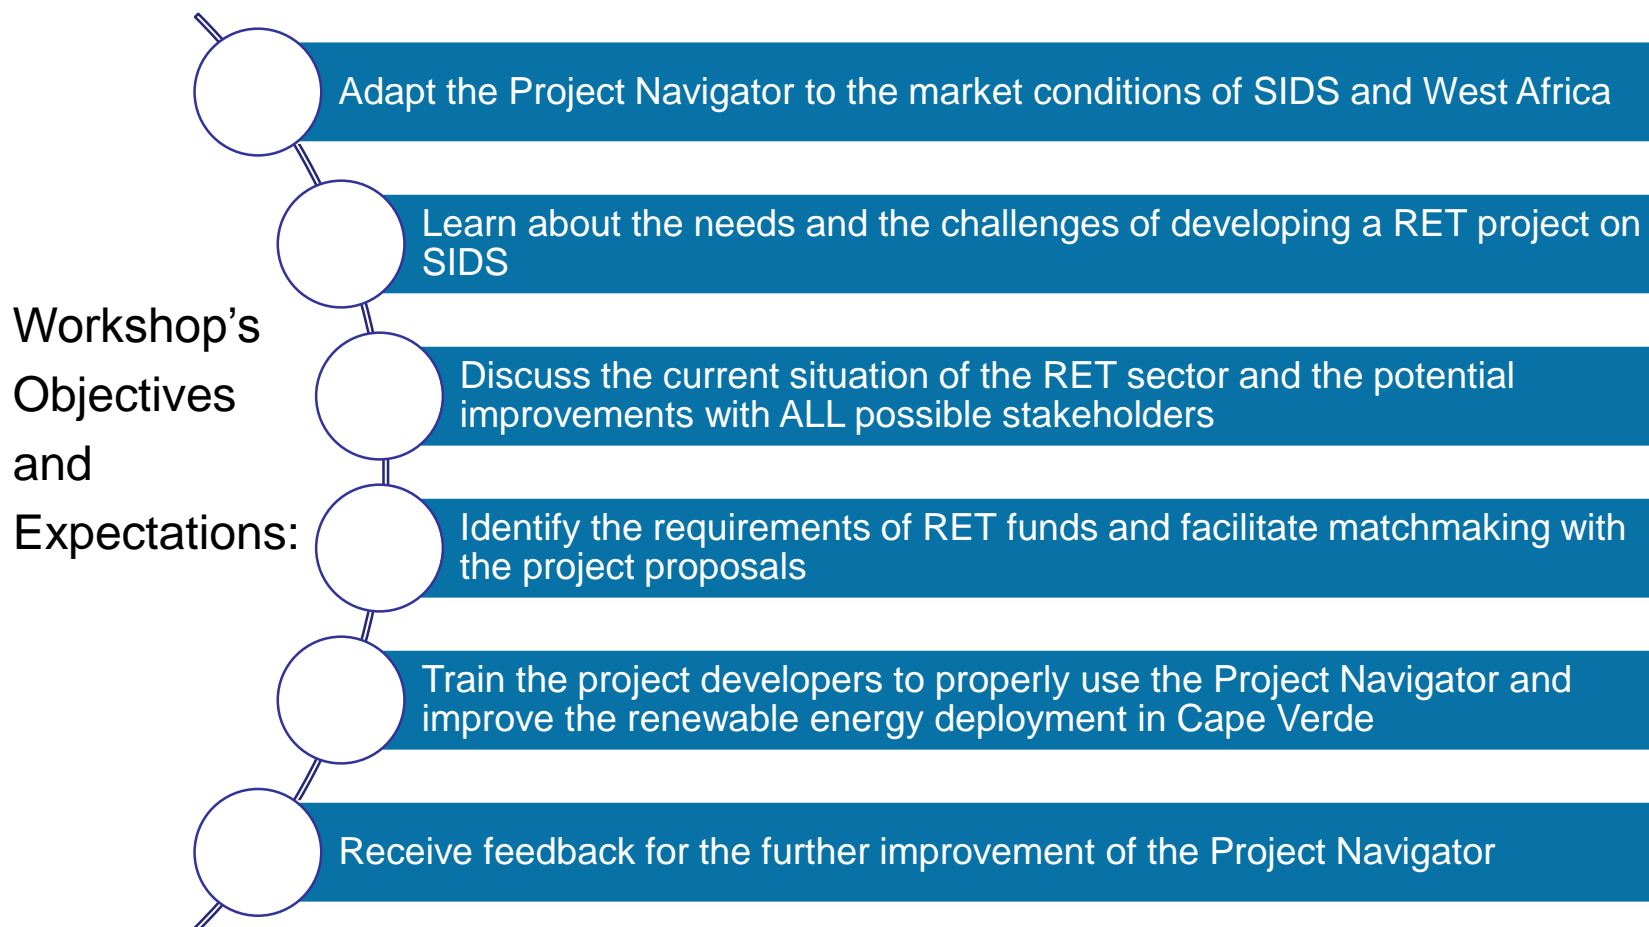 Workshop's
Objectives
and
Expectations:
Adapt the Project Navigator to the market conditions of SIDS and West Africa
Learn about the needs and the challenges of developing a RET project on
SIDS
Discuss the current situation of the RET sector and the potential
improvements with ALL possible stakeholders
Identify the requirements of RET funds and facilitate matchmaking with
the project proposals
Train the project developers to properly use the Project Navigator and
improve the renewable energy deployment in Cape Verde
Receive feedback for the further improvement of the Project Navigator